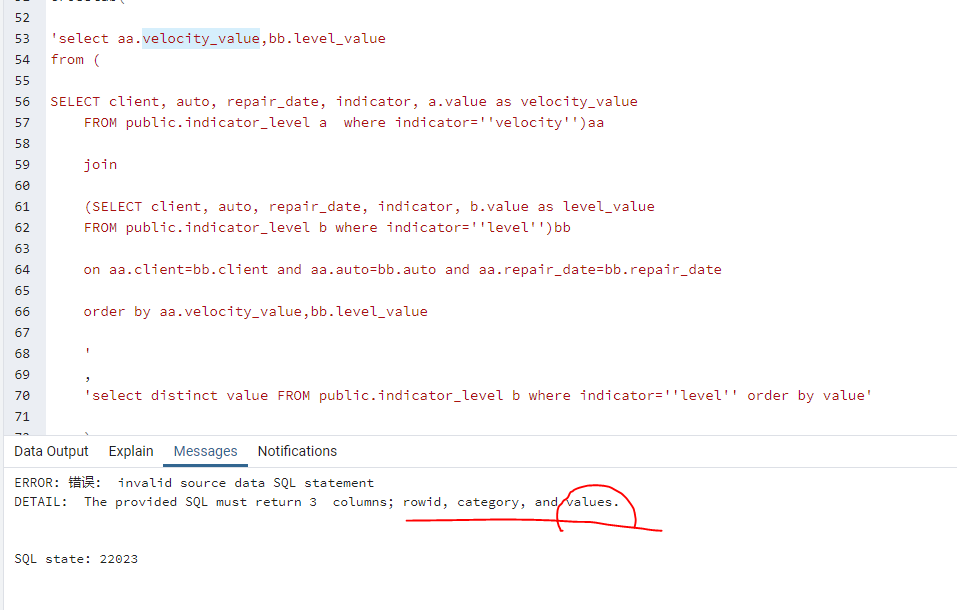 52
53 'select aa.velocity_value,bb.level_value
54 from (
55
56 SELECT client, auto, repair_date, indicator, a.value as velocity_value
57 FROM public.indicator_level a  where indicator=''velocity'')aa
58
59 join
60
61 (SELECT client, auto, repair_date, indicator, b.value as level_value
62 FROM public.indicator_level b where indicator=''level'')bb
63
64 on aa.client=bb.client and aa.auto=bb.auto and aa.repair_date=bb.repair_date
65
66 order by aa.velocity_value,bb.level_value
67
68 '
69 ,
70 'select distinct value FROM public.indicator_level b where indicator=''level'' order by value'
71
Data Output Explain Messages Notifications
ERROR: 错误:  invalid source data SQL statement
DETAIL:  The provided SQL must return 3  columns; rowid, category, and values.
SQL state: 22023